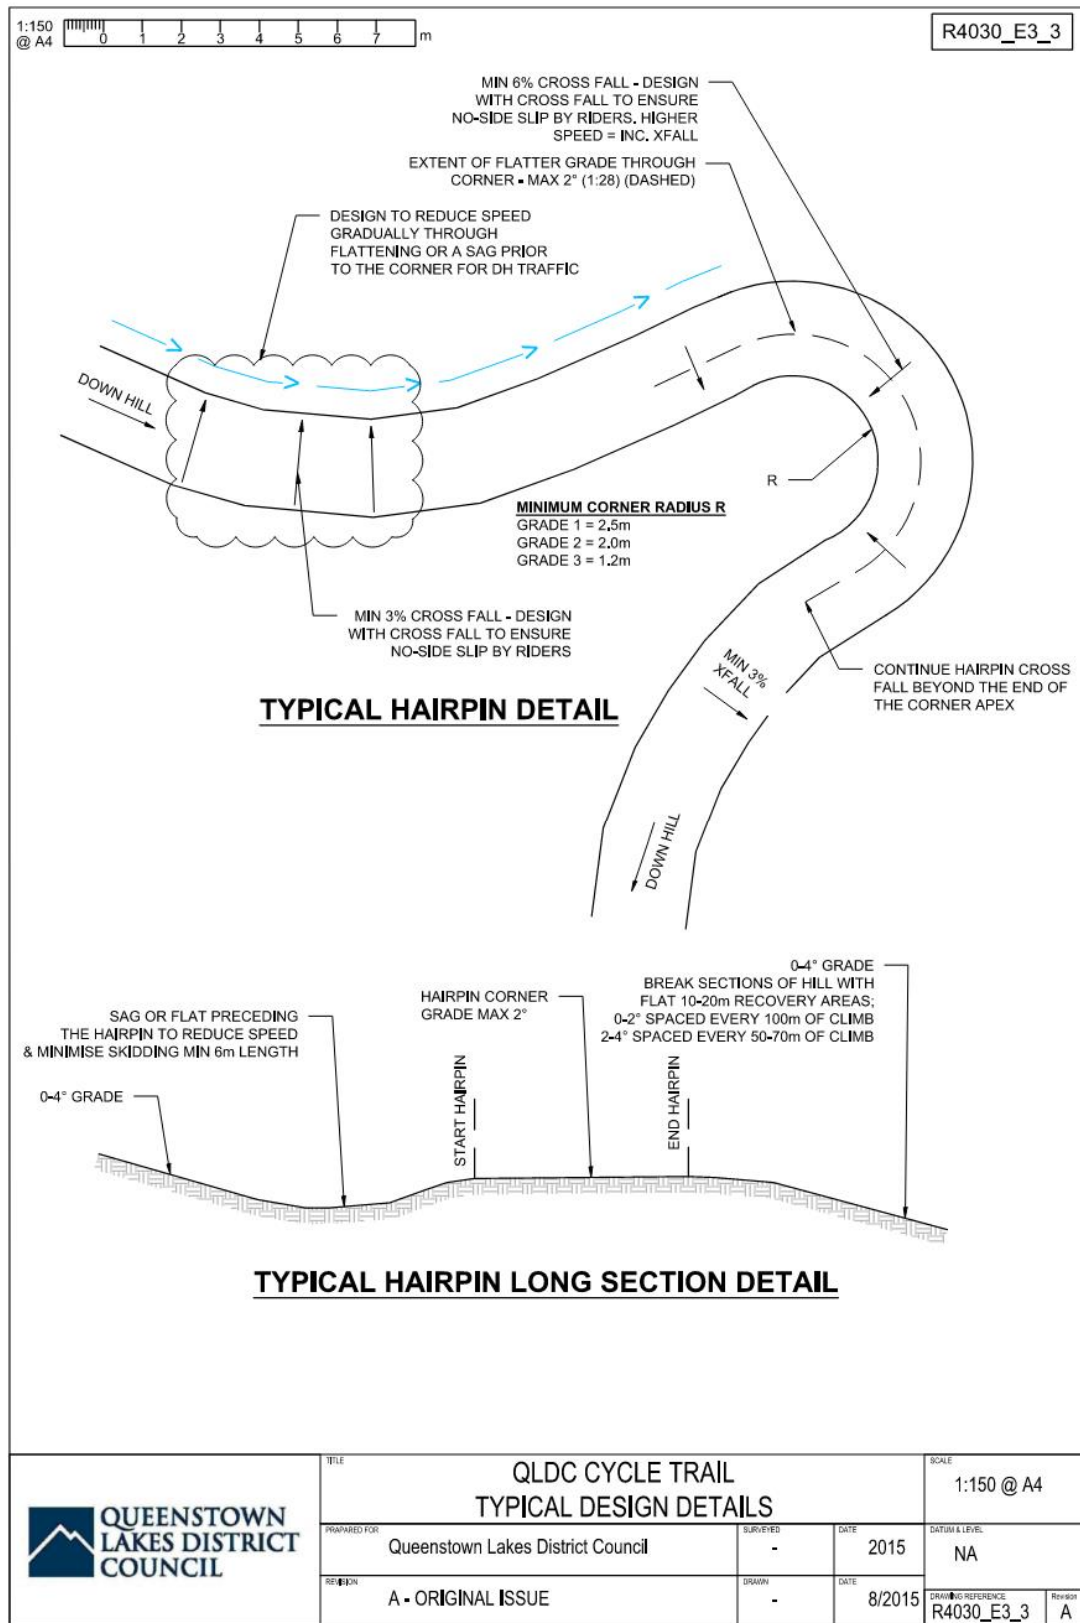 1:150
@ A4
0 1 2 3 4 5 6 7 m
R4030_E3_3
MIN 6% CROSS FALL - DESIGN
WITH CROSS FALL TO ENSURE
NO-SIDE SLIP BY RIDERS. HIGHER
SPEED = INC. XFALL
EXTENT OF FLATTER GRADE THROUGH
CORNER - MAX 2° (1:28) (DASHED)
DESIGN TO REDUCE SPEED
GRADUALLY THROUGH
FLATTENING OR A SAG PRIOR
TO THE CORNER FOR DH TRAFFIC
DOWN HILL
R
MINIMUM CORNER RADIUS R
GRADE 1 = 2.5m
GRADE 2 = 2.0m
GRADE 3 = 1.2m
MIN 3% CROSS FALL - DESIGN
WITH CROSS FALL TO ENSURE
NO-SIDE SLIP BY RIDERS
MIN 3%
XFALL
CONTINUE HAIRPIN CROSS
FALL BEYOND THE END OF
THE CORNER APEX
TYPICAL HAIRPIN DETAIL
DOWN HILL
0-4° GRADE
BREAK SECTIONS OF HILL WITH
FLAT 10-20m RECOVERY AREAS;
0-2° SPACED EVERY 100m OF CLIMB
2-4° SPACED EVERY 50-70m OF CLIMB
HAIRPIN CORNER
GRADE MAX 2°
SAG OR FLAT PRECEDING
THE HAIRPIN TO REDUCE SPEED
& MINIMISE SKIDDING MIN 6m LENGTH
0-4° GRADE
START HAIRPIN
END HAIRPIN
TYPICAL HAIRPIN LONG SECTION DETAIL
QUEENSTOWN
LAKES DISTRICT
COUNCIL
TITLE
QLDC CYCLE TRAIL
TYPICAL DESIGN DETAILS
SCALE
1:150 @ A4
PREPARED FOR
Queenstown Lakes District Council
SURVEYED
-
DATE
2015
DATUM & LEVEL
NA
REVISION
A - ORIGINAL ISSUE
DRAWN
-
DATE
8/2015
DRAWING REFERENCE
R4030_E3_3
Revision
A